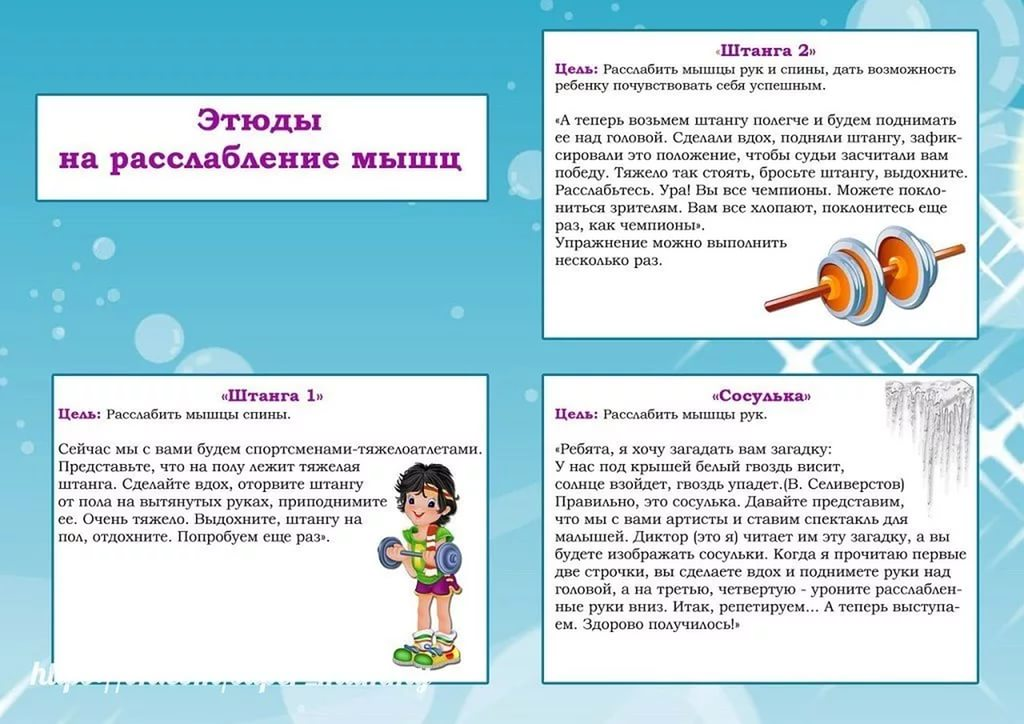 Этюды
на расслабление мышц
«Штанга 2»
Цель: Расслабить мышцы рук и спины, дать возможность
ребенку почувствовать себя успешным.
«А теперь возьмем штангу полегче и будем поднимать
ее над головой. Сделали вдох, подняли штангу, зафик-
сировали это положение, чтобы судьи засчитали вам
победу. Тяжело так стоять, бросьте штангу, выдохните.
Расслабьтесь. Ура! Вы все чемпионы. Можете покло-
ниться зрителям. Вам все хлопают, поклонитесь еще
раз, как чемпионы».
Упражнение можно выполнить
несколько раз.
«Штанга 1»
Цель: Расслабить мышцы спины.
Сейчас мы с вами будем спортсменами-тяжелоатлетами.
Представьте, что на полу лежит тяжелая
штанга. Сделайте вдох, оторвите штангу
от пола на вытянутых руках, приподнимите
ее. Очень тяжело. Выдохните, штангу на
пол, отдохните. Попробуем еще раз».
«Сосулька»
Цель: Расслабить мышцы рук.
«Ребята, я хочу загадать вам загадку:
У нас под крышей белый гвоздь висит,
солнце взойдет, гвоздь упадет.(В. Селиверстов)
Правильно, это сосулька. Давайте представим,
что мы с вами артисты и ставим спектакль для
малышей. Диктор (это я) читает им эту загадку, а вы
будете изображать сосульки. Когда я прочитаю первые
две строчки, вы сделаете вдох и поднимете руки над
головой, а на третью, четвертую - уроните расслаблен-
ные руки вниз. Итак, репетируем... А теперь выступа-
ем. Здорово получилось!»